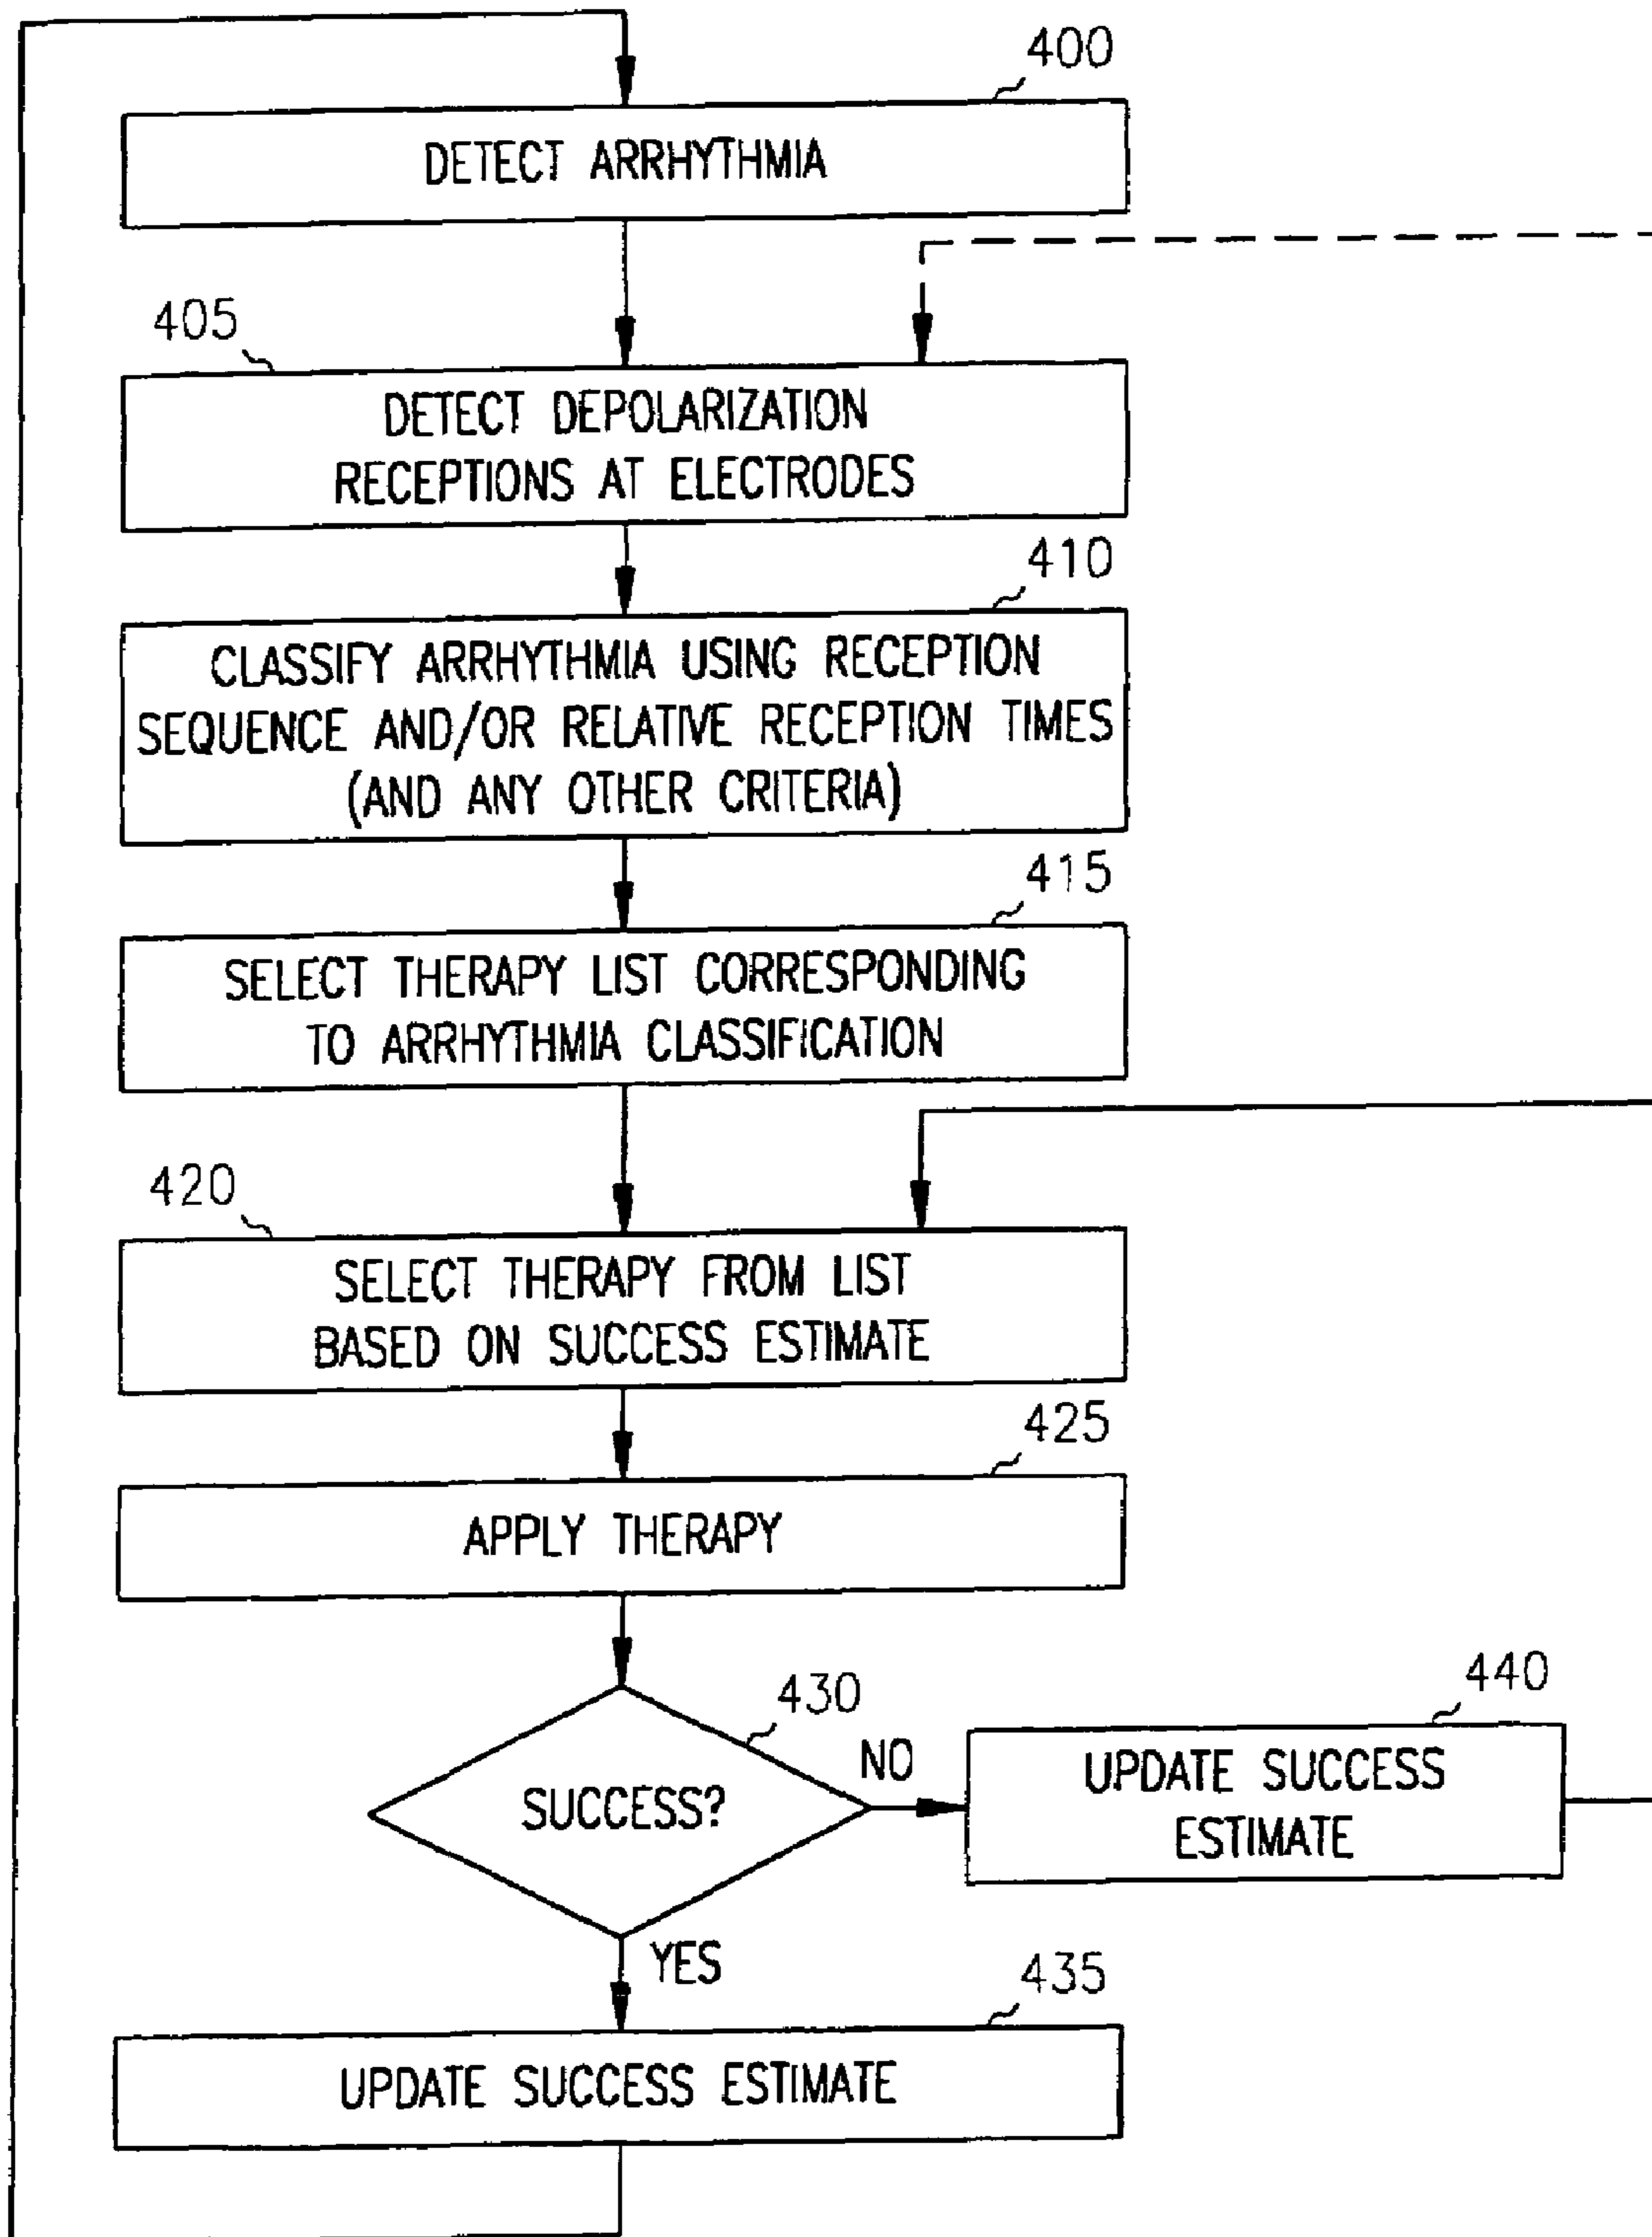 400
DETECT ARRHYTHMIA
405
DETECT DEPOLARIZATION
RECEPTIONS AT ELECTRODES
410
CLASSIFY ARRHYTHMIA USING RECEPTION
SEQUENCE AND/OR RELATIVE RECEPTION TIMES
(AND ANY OTHER CRITERIA)
415
SELECT THERAPY LIST CORRESPONDING
TO ARRHYTHMIA CLASSIFICATION
420
SELECT THERAPY FROM LIST
BASED ON SUCCESS ESTIMATE
425
APPLY THERAPY
430
SUCCESS?
NO
440
UPDATE SUCCESS
ESTIMATE
YES
435
UPDATE SUCCESS ESTIMATE